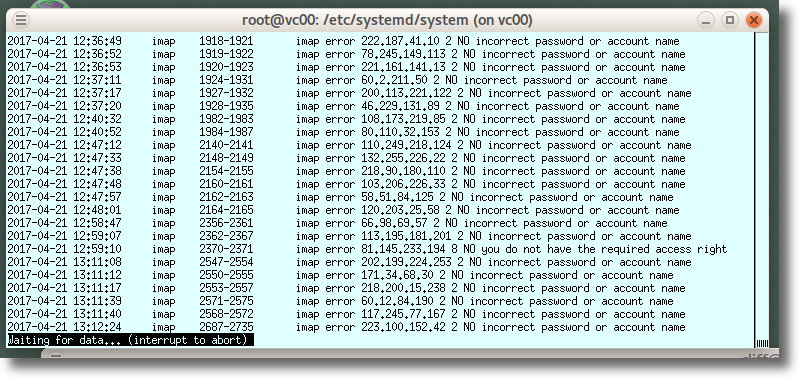 root@vc00: /etc/systemd/system (on vc00)
2017-04-21 12:36:49 imap 1918-1921 imap error 222.187.41.10 2 NO incorrect password or account name
2017-04-21 12:36:52 imap 1919-1922 imap error 78.245.149.113 2 NO incorrect password or account name
2017-04-21 12:36:53 imap 1920-1923 imap error 221.161.141.13 2 NO incorrect password or account name
2017-04-21 12:37:11 imap 1924-1931 imap error 60.2.211.50 2 NO incorrect password or account name
2017-04-21 12:37:17 imap 1927-1932 imap error 200.113.221.122 2 NO incorrect password or account name
2017-04-21 12:37:20 imap 1928-1935 imap error 46.229.131.89 2 NO incorrect password or account name
2017-04-21 12:40:32 imap 1982-1983 imap error 108.173.219.85 2 NO incorrect password or account name
2017-04-21 12:40:52 imap 1984-1987 imap error 80.110.32.153 2 NO incorrect password or account name
2017-04-21 12:47:12 imap 2140-2141 imap error 110.249.218.124 2 NO incorrect password or account name
2017-04-21 12:47:33 imap 2148-2149 imap error 132.255.226.22 2 NO incorrect password or account name
2017-04-21 12:47:38 imap 2154-2155 imap error 218.90.180.110 2 NO incorrect password or account name
2017-04-21 12:47:48 imap 2160-2161 imap error 103.206.226.33 2 NO incorrect password or account name
2017-04-21 12:47:57 imap 2162-2163 imap error 58.51.84.125 2 NO incorrect password or account name
2017-04-21 12:48:01 imap 2164-2165 imap error 120.203.25.58 2 NO incorrect password or account name
2017-04-21 12:58:47 imap 2356-2361 imap error 66.98.69.57 2 NO incorrect password or account name
2017-04-21 12:59:07 imap 2362-2367 imap error 113.195.181.201 2 NO incorrect password or account name
2017-04-21 12:59:10 imap 2370-2371 imap error 81.145.233.194 8 NO you do not have the required access right
2017-04-21 13:11:08 imap 2547-2554 imap error 202.199.224.253 2 NO incorrect password or account name
2017-04-21 13:11:12 imap 2550-2555 imap error 171.34.68.30 2 NO incorrect password or account name
2017-04-21 13:11:17 imap 2553-2557 imap error 218.200.15.238 2 NO incorrect password or account name
2017-04-21 13:11:39 imap 2571-2575 imap error 60.12.84.190 2 NO incorrect password or account name
2017-04-21 13:11:40 imap 2568-2572 imap error 117.245.77.167 2 NO incorrect password or account name
2017-04-21 13:12:24 imap 2687-2735 imap error 223.100.152.42 2 NO incorrect password or account name
Waiting for data... (interrupt to abort)